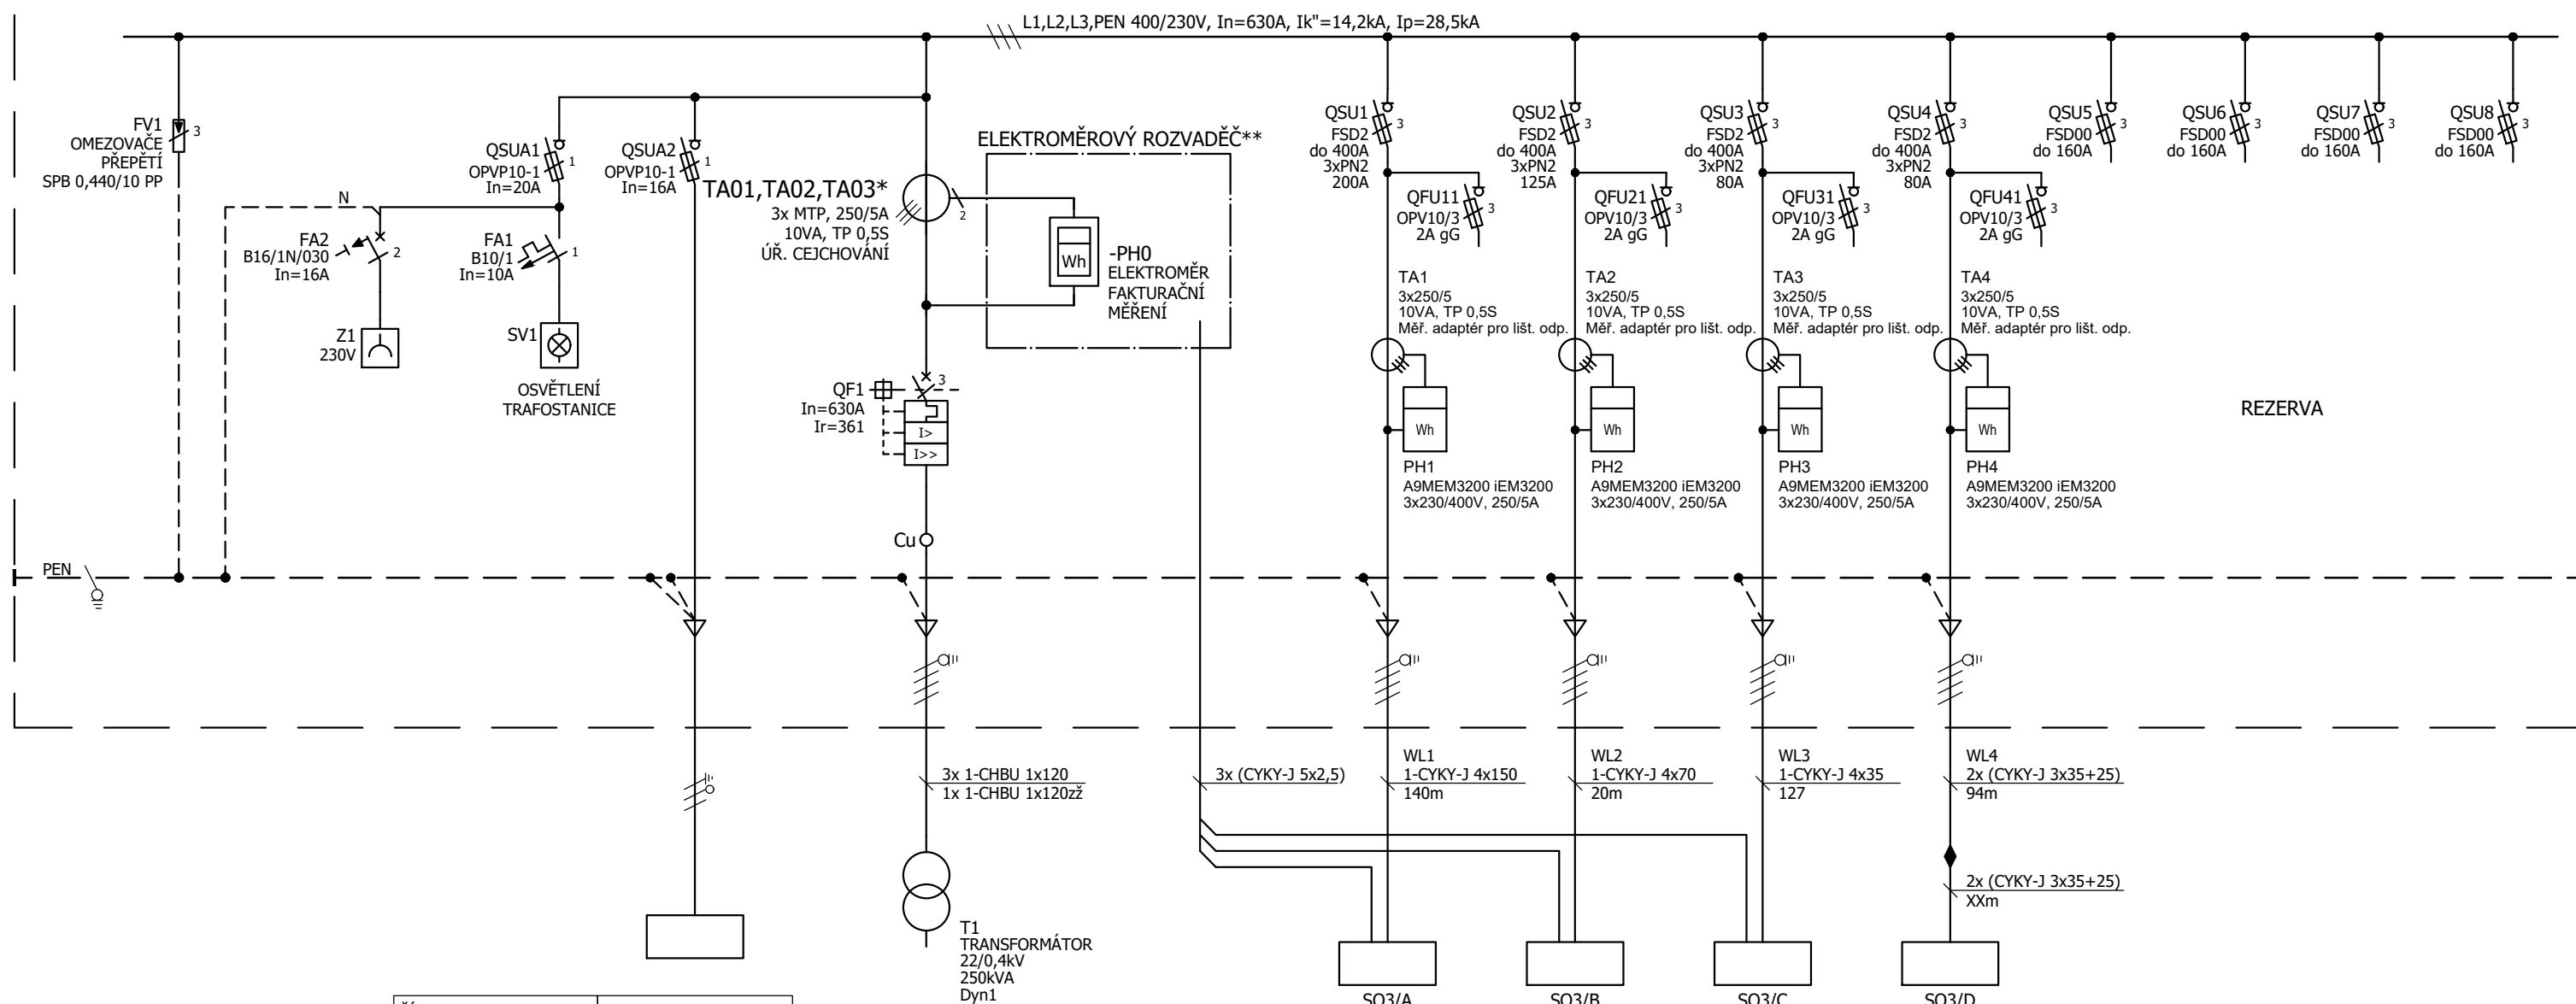 L1,L2,L3,PEN 400/230V, In=630A, Ik"=14,2kA, Ip=28,5kA
FV1
OMEZOVAČE
PŘEPĚTÍ
SPB 0,440/10 PP
3
N
FA2
B16/1N/030
In=16A
2
Z1
230V
QSUA1
OPVP10-1
In=20A
1
FA1
B10/1
In=10A
1
SV1
OSVĚTLENÍ
TRAFOSTANICE
QSUA2
OPVP10-1
In=16A
1
TA01,TA02,TA03*
3x MTP, 250/5A
10VA, TP 0,5S
ÚŘ. CEJCHOVÁNÍ
2
ELEKTROMĚROVÝ ROZVADĚČ**
Wh
-PH0
ELEKTROMĚR
FAKTURAČNÍ
MĚŘENÍ
QF1
In=630A
Ir=361
3
I>
I>>
Cu
QSU1
FSD2
do 400A
3xPN2
200A
3
QFU11
OPV10/3
2A gG
3
TA1
3x250/5
10VA, TP 0,5S
Měř. adaptér pro lišt. odp.
Wh
PH1
A9MEM3200 iEM3200
3x230/400V, 250/5A
QSU2
FSD2
do 400A
3xPN2
125A
3
QFU21
OPV10/3
2A gG
3
TA2
3x250/5
10VA, TP 0,5S
Měř. adaptér pro lišt. odp.
Wh
PH2
A9MEM3200 iEM3200
3x230/400V, 250/5A
QSU3
FSD2
do 400A
3xPN2
80A
3
QFU31
OPV10/3
2A gG
3
TA3
3x250/5
10VA, TP 0,5S
Měř. adaptér pro lišt. odp.
Wh
PH3
A9MEM3200 iEM3200
3x230/400V, 250/5A
QSU4
FSD2
do 400A
3xPN2
80A
3
QFU41
OPV10/3
2A gG
3
TA4
3x250/5
10VA, TP 0,5S
Měř. adaptér pro lišt. odp.
Wh
PH4
A9MEM3200 iEM3200
3x230/400V, 250/5A
QSU5
FSD00
do 160A
3
QSU6
FSD00
do 160A
3
QSU7
FSD00
do 160A
3
QSU8
FSD00
do 160A
3
REZERVA
PEN
3x 1-CHBU 1x120
1x 1-CHBU 1x120zž
3x (CYKY-J 5x2,5)
WL1
1-CYKY-J 4x150
140m
WL2
1-CYKY-J 4x70
20m
WL3
1-CYKY-J 4x35
127
WL4
2x (CYKY-J 3x35+25)
94m
2x (CYKY-J 3x35+25)
XXm
T1
TRANSFORMÁTOR
22/0,4kV
250kVA
Dyn1
SO3/A
SO3/B
SO3/C
SO3/D